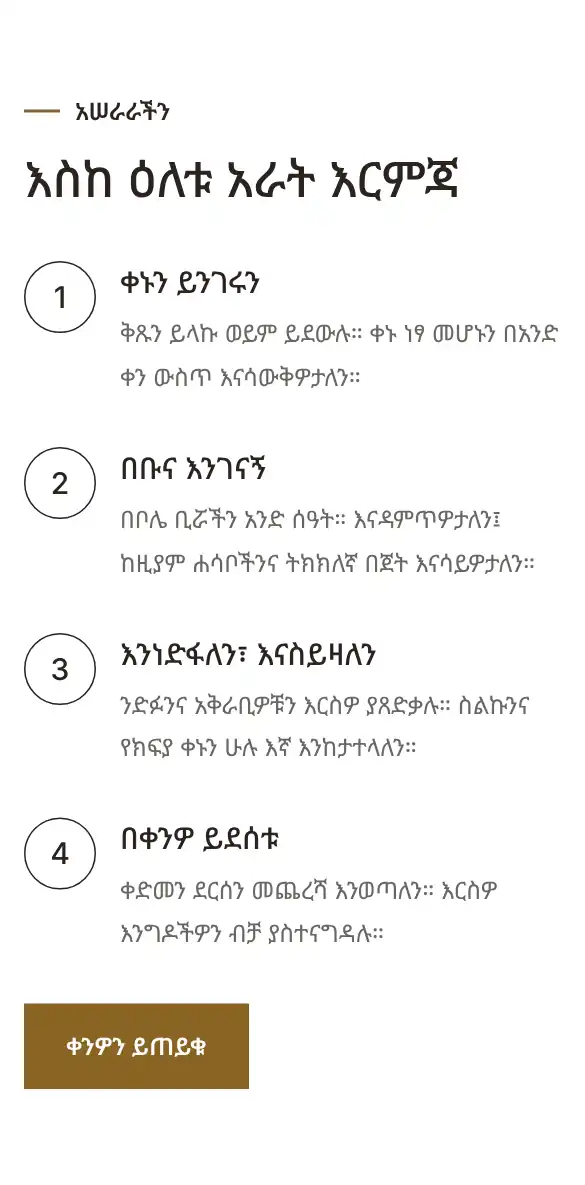 አሠራራችን
እስከ ዕለቱ አራት እርምጃ
1
ቀኑን ይንገሩን
ቅጹን ይላኩ ወይም ይደውሉ። ቀኑ ነፃ መሆኑን በአንድ
ቀን ውስጥ እናሳውቅዎታለን።
2
በቡና እንገናኝ
በቦሌ ቢሯችን አንድ ሰዓት። እናዳምጥዎታለን፤
ከዚያም ሐሳቦችንና ትክክለኛ በጀት እናሳይዎታለን።
3
እንነድፋለን፣ እናስይዛለን
ንድፉንና አቅራቢዎቹን እርስዎ ያጸድቃሉ። ስልኩንና
የክፍያ ቀኑን ሁሉ እኛ እንከታተላለን።
4
በቀንዎ ይደሰቱ
ቀድመን ደርሰን መጨረሻ እንወጣለን። እርስዎ
እንግዶችዎን ብቻ ያስተናግዳሉ።
ቀንዎን ይጠይቁ